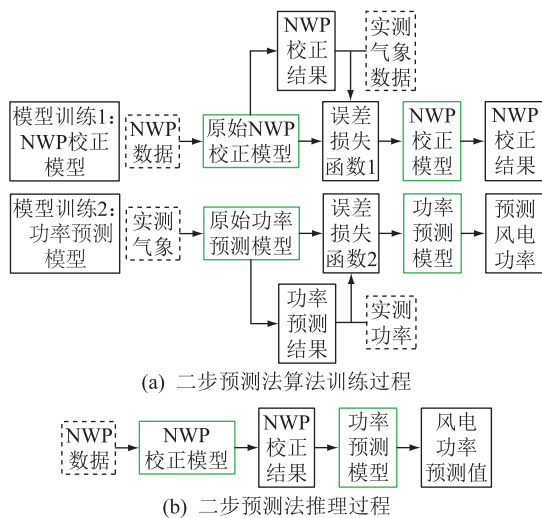 NWP
校正
结果
实测
气象
数据
模型训练1：
NWP校正
模型
NWP
数据
原始NWP
校正模型
误差
损失
函数1
NWP
校正
模型
NWP
校正
结果
模型训练2：
功率预测
模型
实测
气象
原始功率
预测模型
误差
损失
函数2
功率
预测
模型
预测
风电
功率
功率
预测
结果
实测
功率
(a) 二步预测法算法训练过程
NWP
数据
NWP
校正模型
NWP
校正
结果
功率
预测
模型
风电
功率
预测值
(b) 二步预测法推理过程